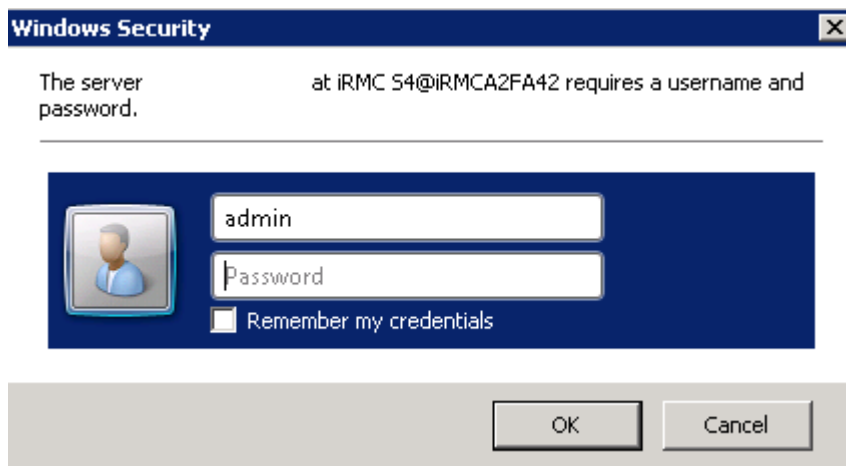 Windows Security
The server at iRMC S4@iRMCA2FA42 requires a username and
password.
admin
Password
Remember my credentials
OK
Cancel